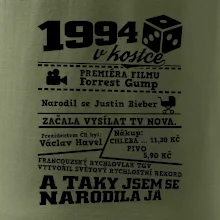 1994
v kostce
PREMIÉRA FILMU
Forrest Gump
Narodil se Justin Bieber
ZAČALA VYSÍLAT TV NOVA.
Prezidentem ČR byl:
Václav Havel
Nákup:
CHLEBA ... 11,20 KČ
PIVO
5,90 KČ
FRANCOUZSKÝ RYCHLOVLAK TGV
VYTVOŘIL SVĚTOVÝ RYCHLOSTNÍ REKORD
A TAKY JSEM SE
NARODILA JÁ